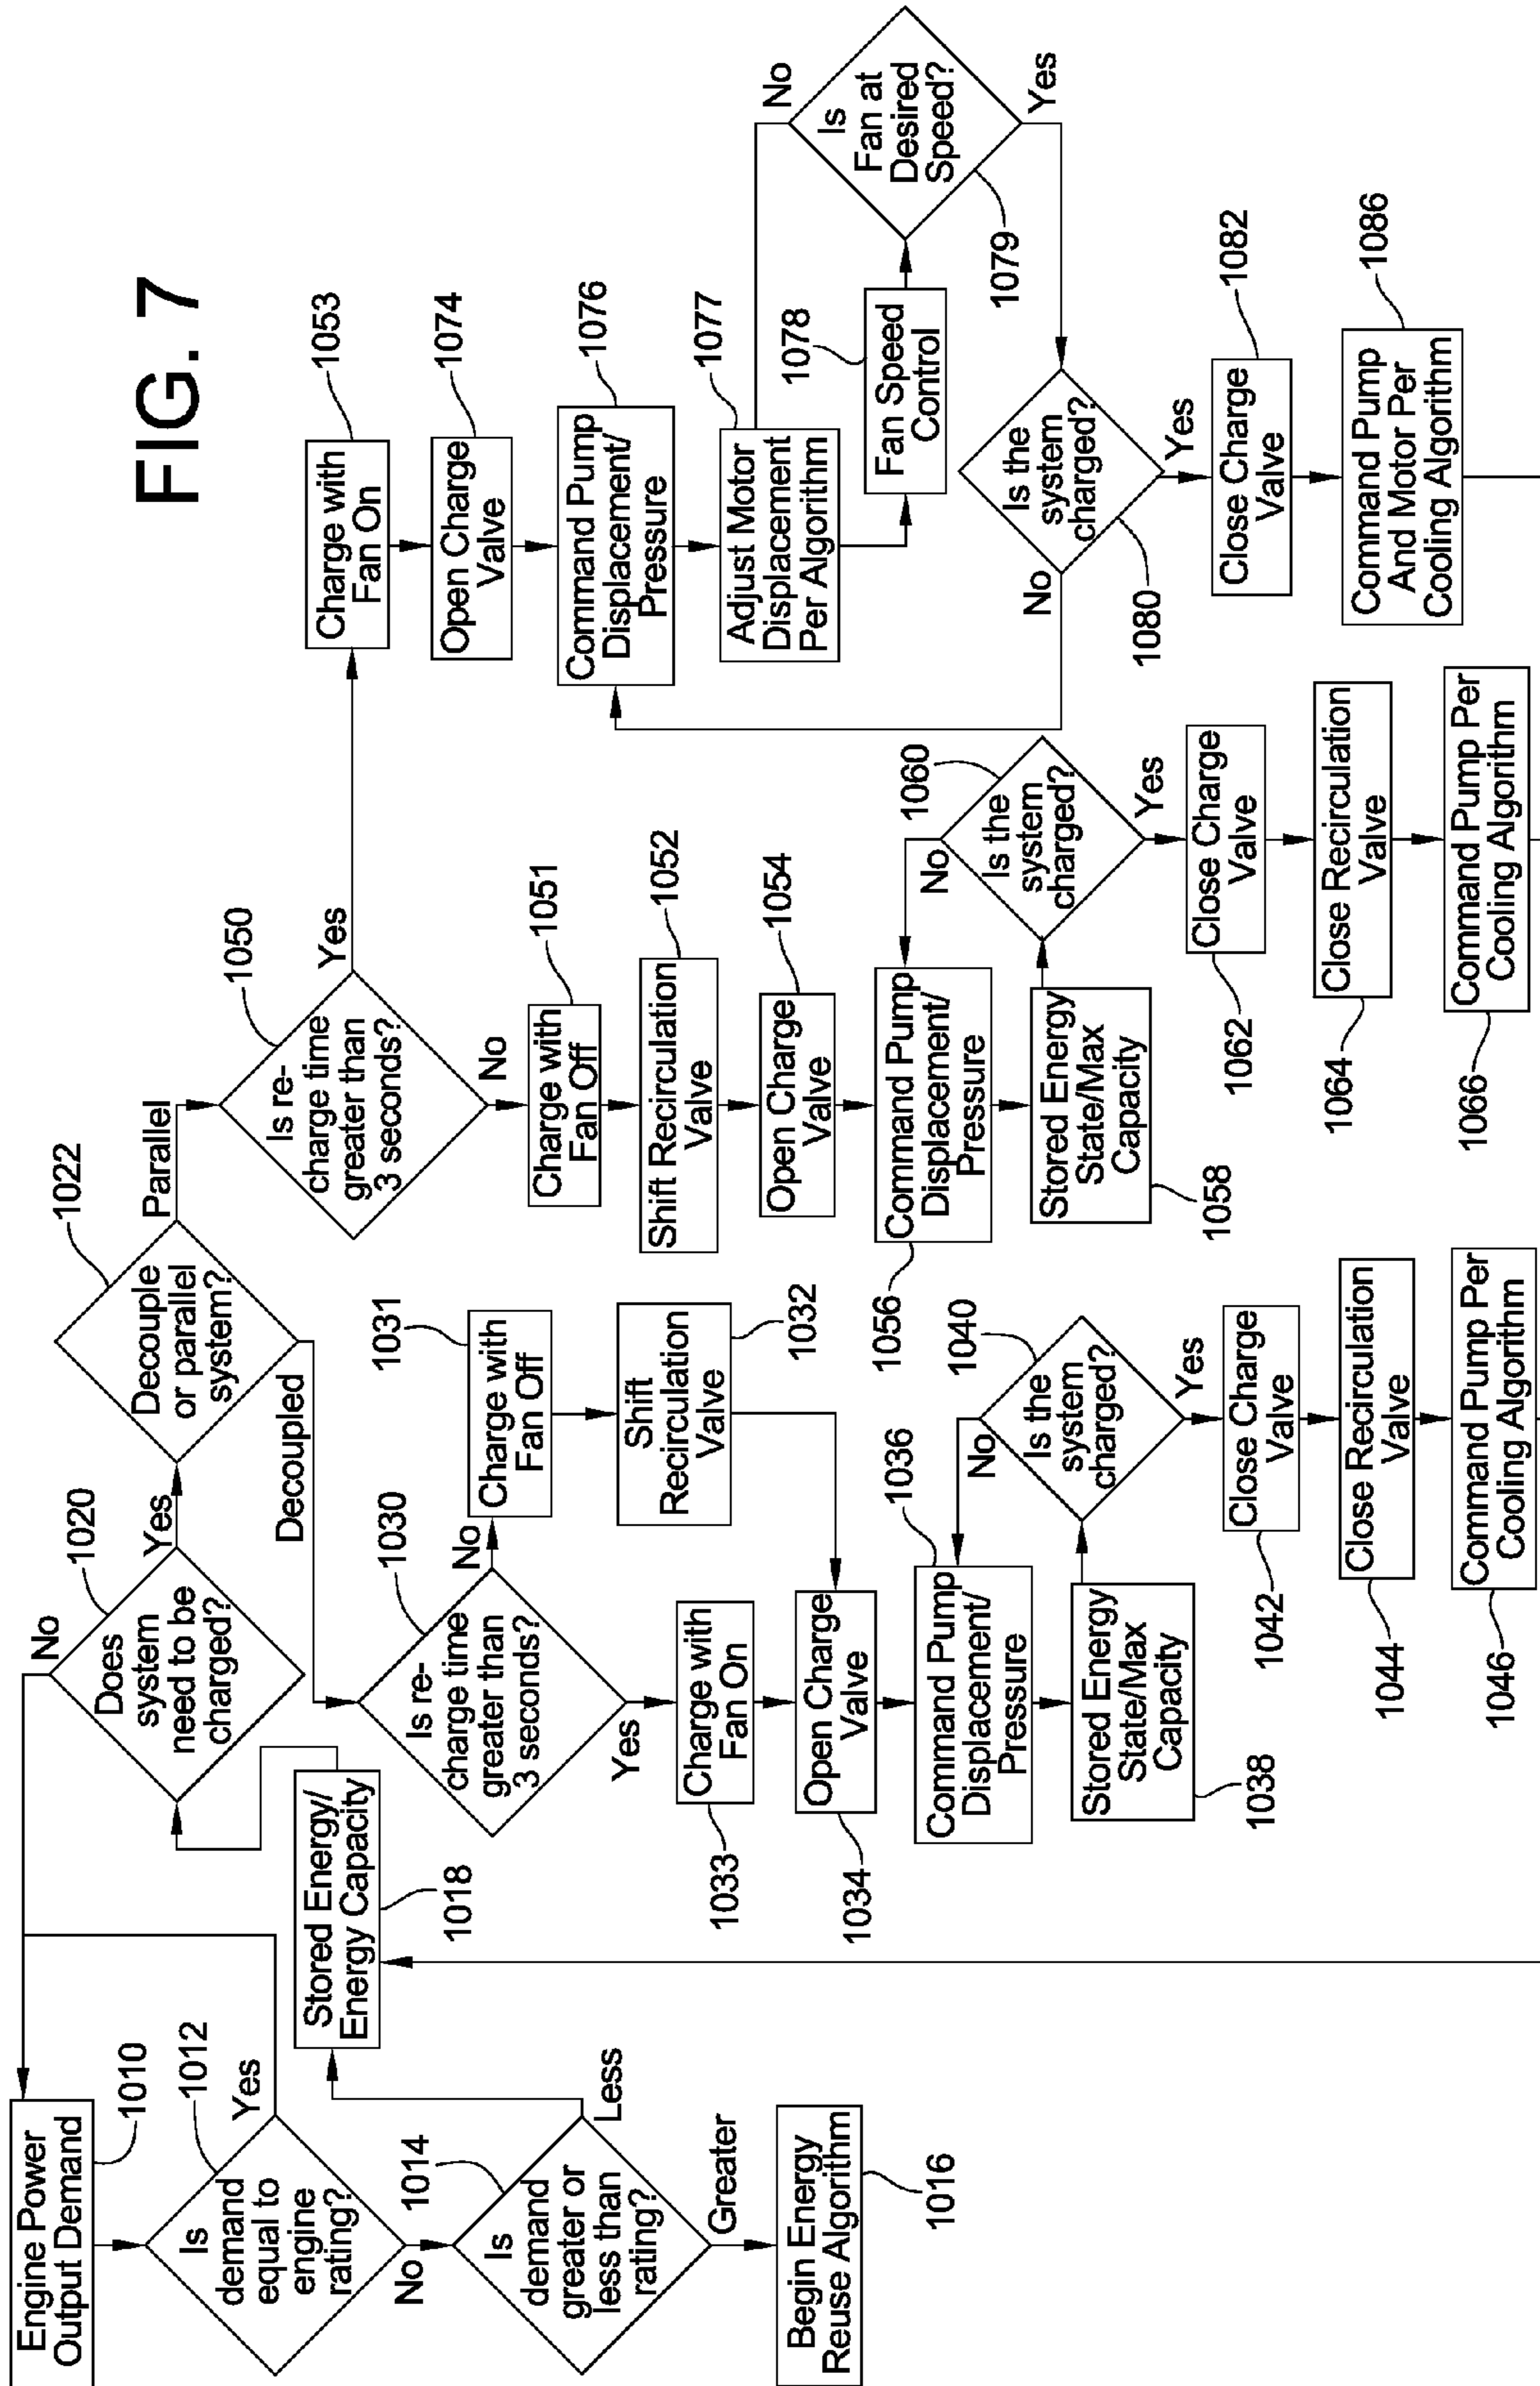 FIG. 7
Engine Power
Output Demand
1010
Is
demand
equal to
engine
rating?
1012
Yes
No
Is
demand
greater or
less than
rating?
1014
Less
Greater
Begin Energy
Reuse Algorithm
1016
Stored Energy/
Energy Capacity
1018
Does
system
need to be
charged?
1020
No
Yes
Decouple
or parallel
system?
1022
Parallel
Decoupled
Is re-
charge time
greater than
3 seconds?
1030
No
Yes
Charge with
Fan Off
1031
Shift
Recirculation
Valve
1032
Charge with
Fan On
1033
Open Charge
Valve
1034
Command Pump
Displacement/
Pressure
1036
Stored Energy
State/Max
Capacity
1038
Is the
system
charged?
1040
No
Yes
Close Charge
Valve
1042
Close Recirculation
Valve
1044
Command Pump Per
Cooling Algorithm
1046
Is re-
charge time
greater than
3 seconds?
1050
Yes
No
Charge with
Fan Off
1051
Shift Recirculation
Valve
1052
Open Charge
Valve
1054
Command Pump
Displacement/
Pressure
1056
Stored Energy
State/Max
Capacity
1058
Is the
system
charged?
1060
No
Yes
Close Charge
Valve
1062
Close Recirculation
Valve
1064
Command Pump Per
Cooling Algorithm
1066
Charge with
Fan On
1053
Open Charge
Valve
1074
Command Pump
Displacement/
Pressure
1076
Adjust Motor
Displacement
Per Algorithm
1077
Fan Speed
Control
1078
Is
Fan at
Desired
Speed?
1079
No
Yes
Is the
system
charged?
1080
No
Yes
Close Charge
Valve
1082
Command Pump
And Motor Per
Cooling Algorithm
1086